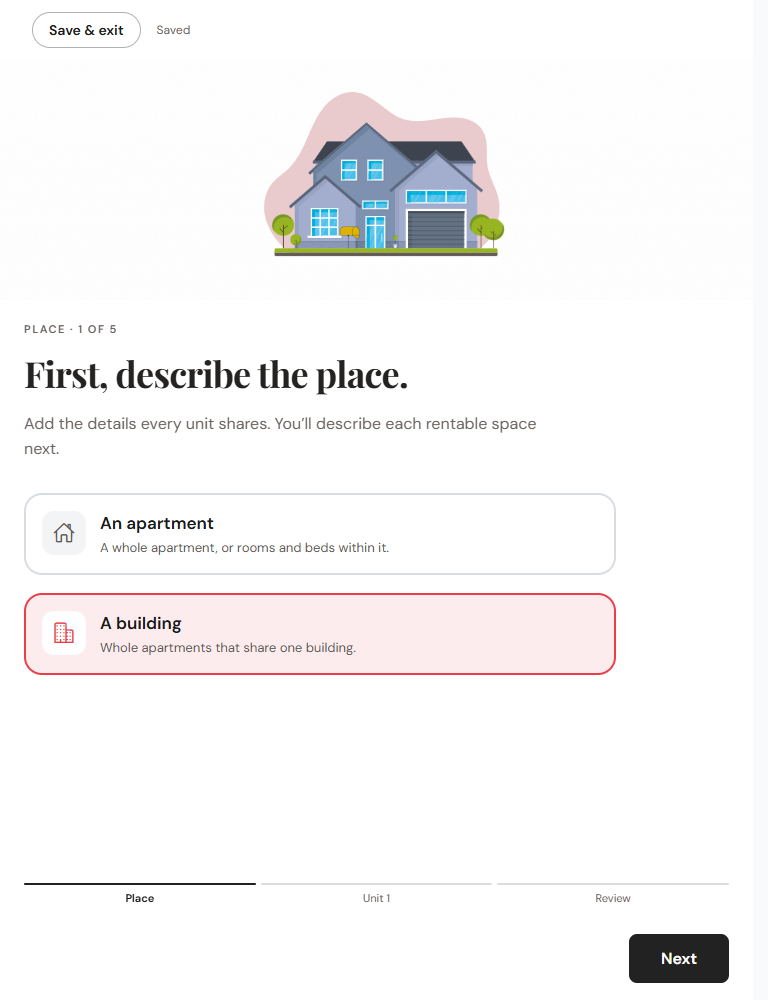 Save & exit
Saved
PLACE · 1 OF 5
First, describe the place.
Add the details every unit shares. You’ll describe each rentable space
next.
An apartment
A whole apartment, or rooms and beds within it.
A building
Whole apartments that share one building.
Place
Unit 1
Review
Next